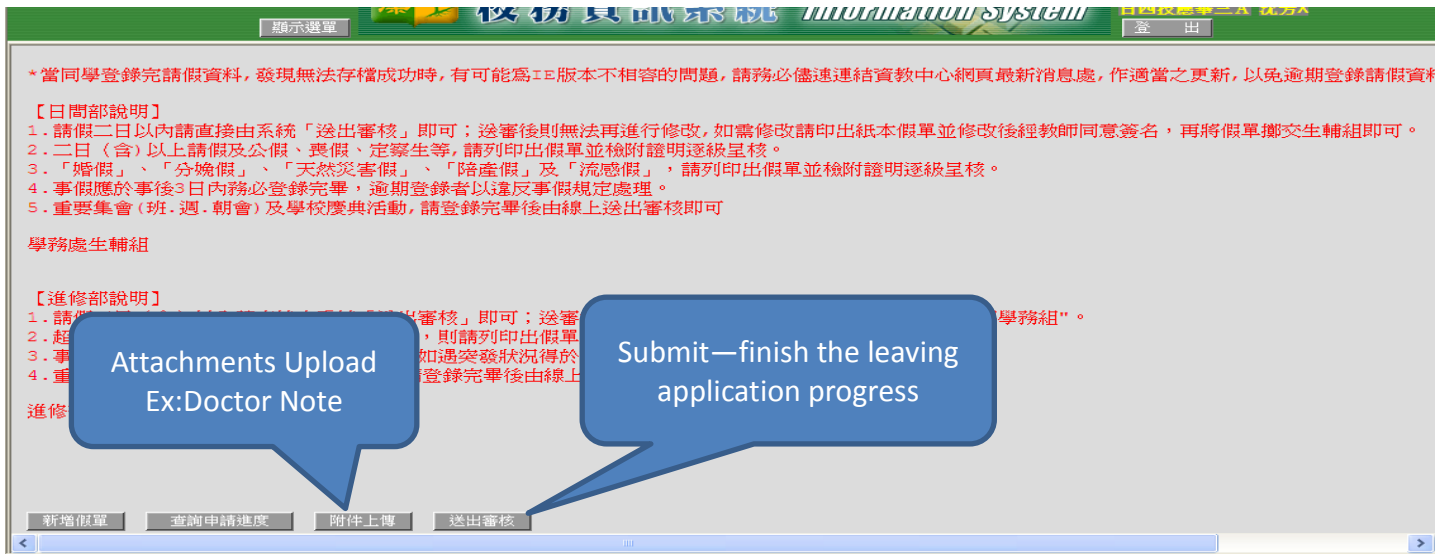 顯示選單
校務資訊系統 Information System
登 出
*當同學登錄完請假資料,發現無法存檔成功時,有可能為IE版本不相容的問題,請務必儘速連結資教中心網頁最新消息處,作適當之更新,以免逾期登錄請假資料
【日間部說明】
1.請假二日以內請直接由系統「送出審核」即可；送審後則無法再進行修改,如需修改請印出紙本假單並修改後經教師同意簽名，再將假單擲交生輔組即可。
2.二日（含)以上請假及公假、喪假、定察生等,請列印出假單並檢附證明逐級呈核。
3.「婚假」、「分娩假」、「天然災害假」、「陪產假」及「流感假」，請列印出假單並檢附證明逐級呈核。
4.事假應於事後3日內務必登錄完畢，逾期登錄者以違反事假規定處理。
5.重要集會(班.週.朝會)及學校慶典活動,請登錄完畢後由線上送出審核即可
學務處生輔組
【進修部說明】
1.請 審核」即可；送審 學務組"。
2.超 ，則請列印出假單
3.事 如遇突發狀況得於
4.重 登錄完畢後由線上
進修
Attachments Upload
Ex:Doctor Note
Submit—finish the leaving
application progress
新增假單 查詢申請進度 附件上傳 送出審核